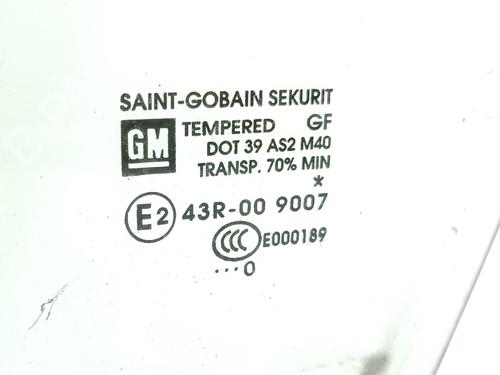 SAINT-GOBAIN SEKURIT
GM TEMPERED GF
DOT 39 AS2 M40
TRANSP. 70% MIN
*
E2 43R-00 9007
CCC E000189
...0